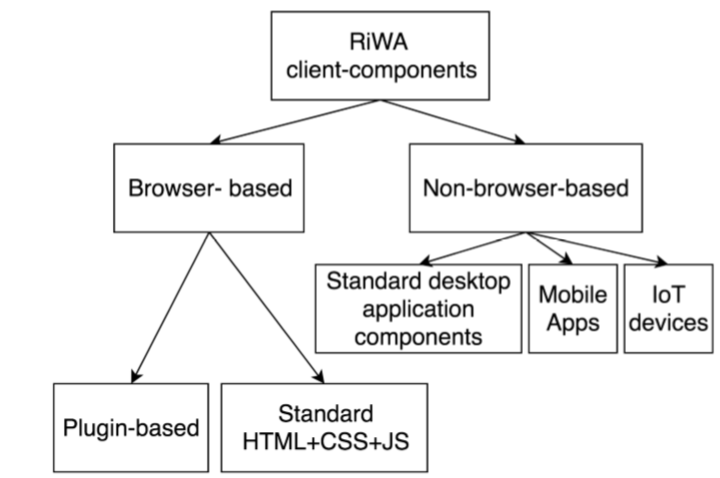 RiWA
client-components
Browser- based
Non-browser-based
Standard desktop
application
components
Mobile
Apps
IoT
devices
Plugin-based
Standard
HTML+CSS+JS